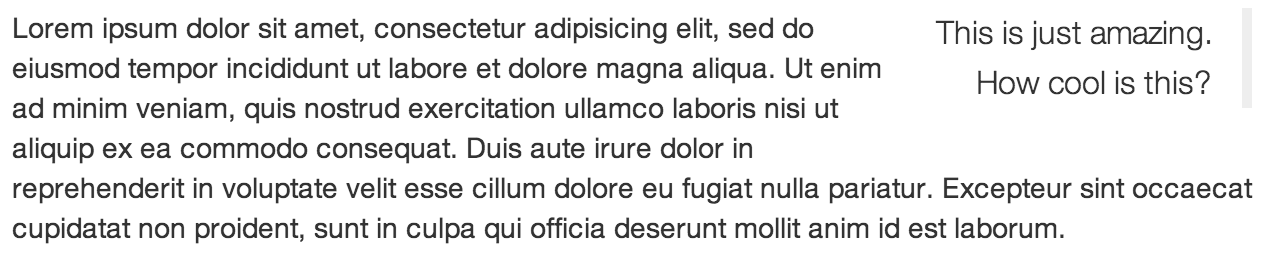 Lorem ipsum dolor sit amet, consectetur adipisicing elit, sed do
eiusmod tempor incididunt ut labore et dolore magna aliqua. Ut enim
ad minim veniam, quis nostrud exercitation ullamco laboris nisi ut
aliquip ex ea commodo consequat. Duis aute irure dolor in
reprehenderit in voluptate velit esse cillum dolore eu fugiat nulla pariatur. Excepteur sint occaecat
cupidatat non proident, sunt in culpa qui officia deserunt mollit anim id est laborum.
This is just amazing.
How cool is this?